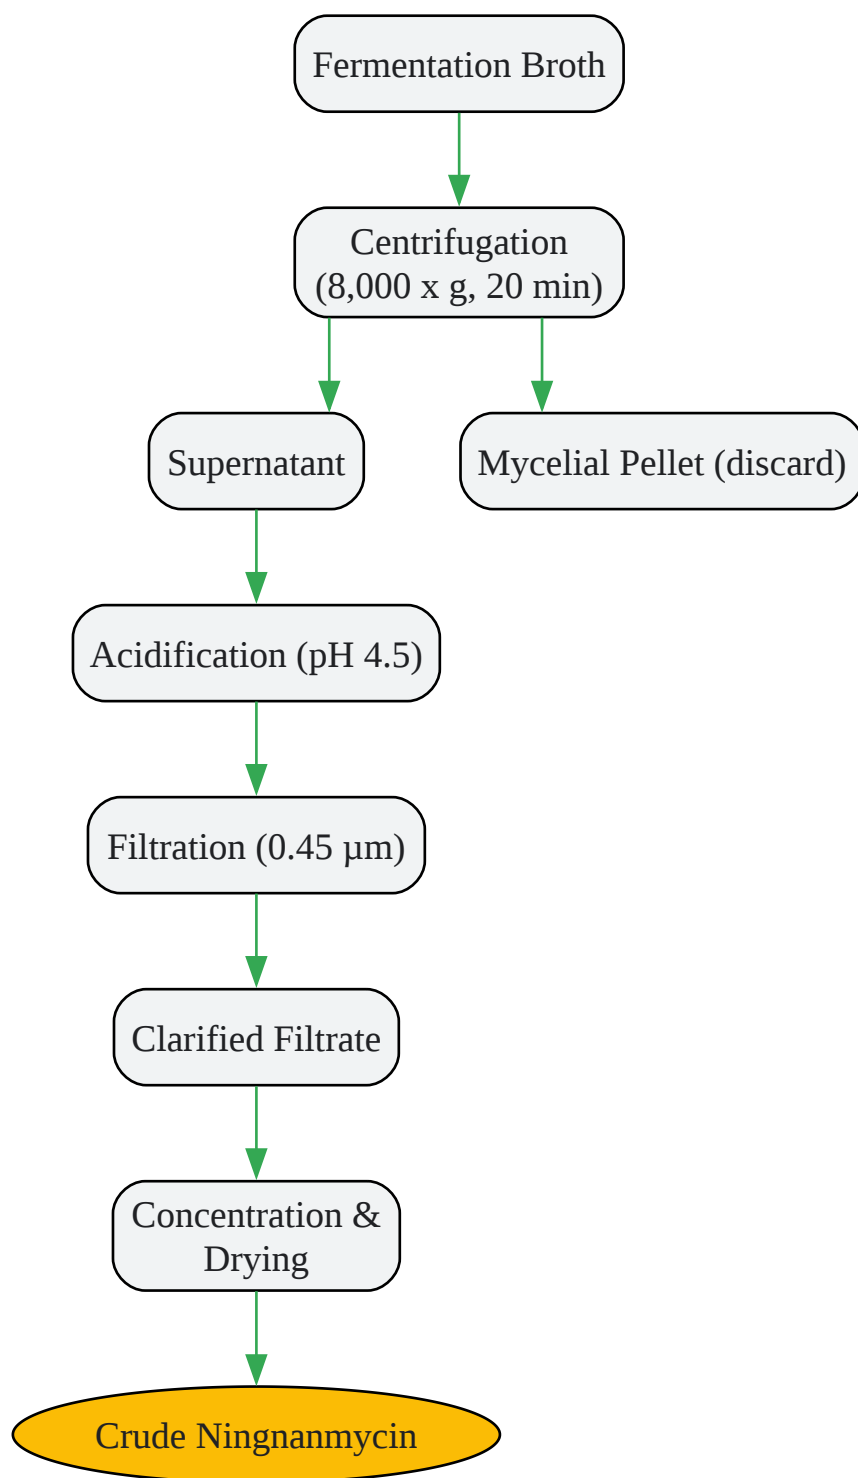 Fermentation Broth
Centrifugation
(8,000 x g, 20 min)
Supernatant
Mycelial Pellet (discard)
Acidification (pH 4.5)
Filtration (0.45 µm)
Clarified Filtrate
Concentration &
Drying
Crude Ningnanmycin